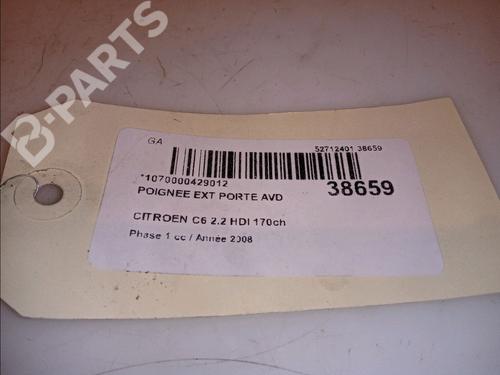 B-PARTS
GA
52712401 38659
*1070000429012
38659
POIGNEE EXT PORTE AVD
CITROEN C6 2.2 HDI 170ch
Phase 1 cc / Année 2008